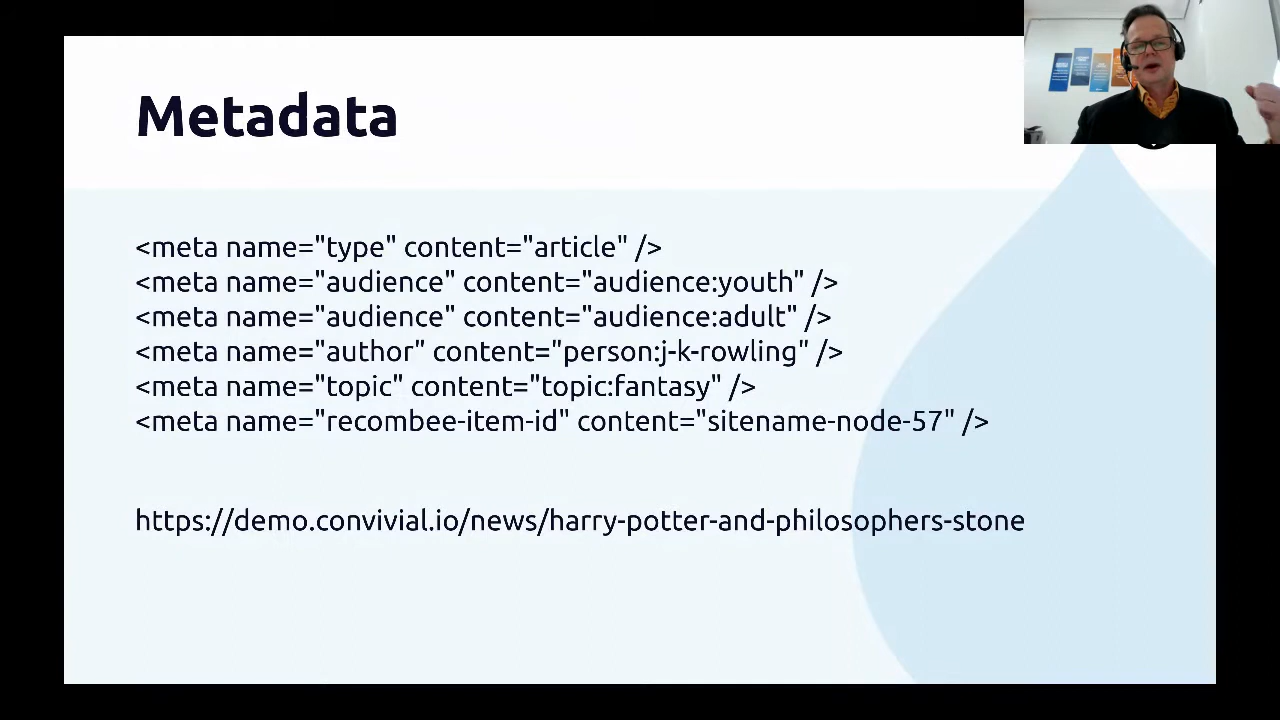 Metadata
<meta name="type" content="article" />
<meta name="audience" content="audience:youth" />
<meta name="audience" content="audience:adult" />
<meta name="author" content="person:j-k-rowling" />
<meta name="topic" content="topic:fantasy" />
<meta name="recombee-item-id" content="sitename-node-57" />
https://demo.convivial.io/news/harry-potter-and-philosophers-stone